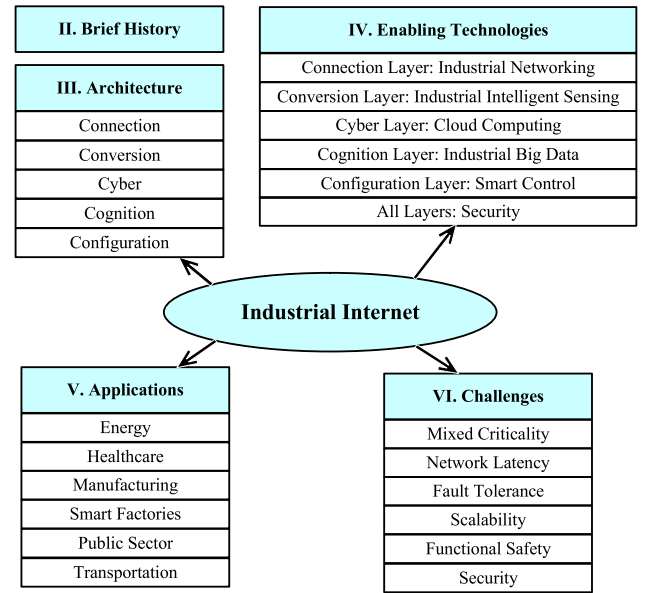 II. Brief History
III. Architecture
Connection
Conversion
Cyber
Cognition
Configuration
IV. Enabling Technologies
Connection Layer: Industrial Networking
Conversion Layer: Industrial Intelligent Sensing
Cyber Layer: Cloud Computing
Cognition Layer: Industrial Big Data
Configuration Layer: Smart Control
All Layers: Security
Industrial Internet
V. Applications
Energy
Healthcare
Manufacturing
Smart Factories
Public Sector
Transportation
VI. Challenges
Mixed Criticality
Network Latency
Fault Tolerance
Scalability
Functional Safety
Security